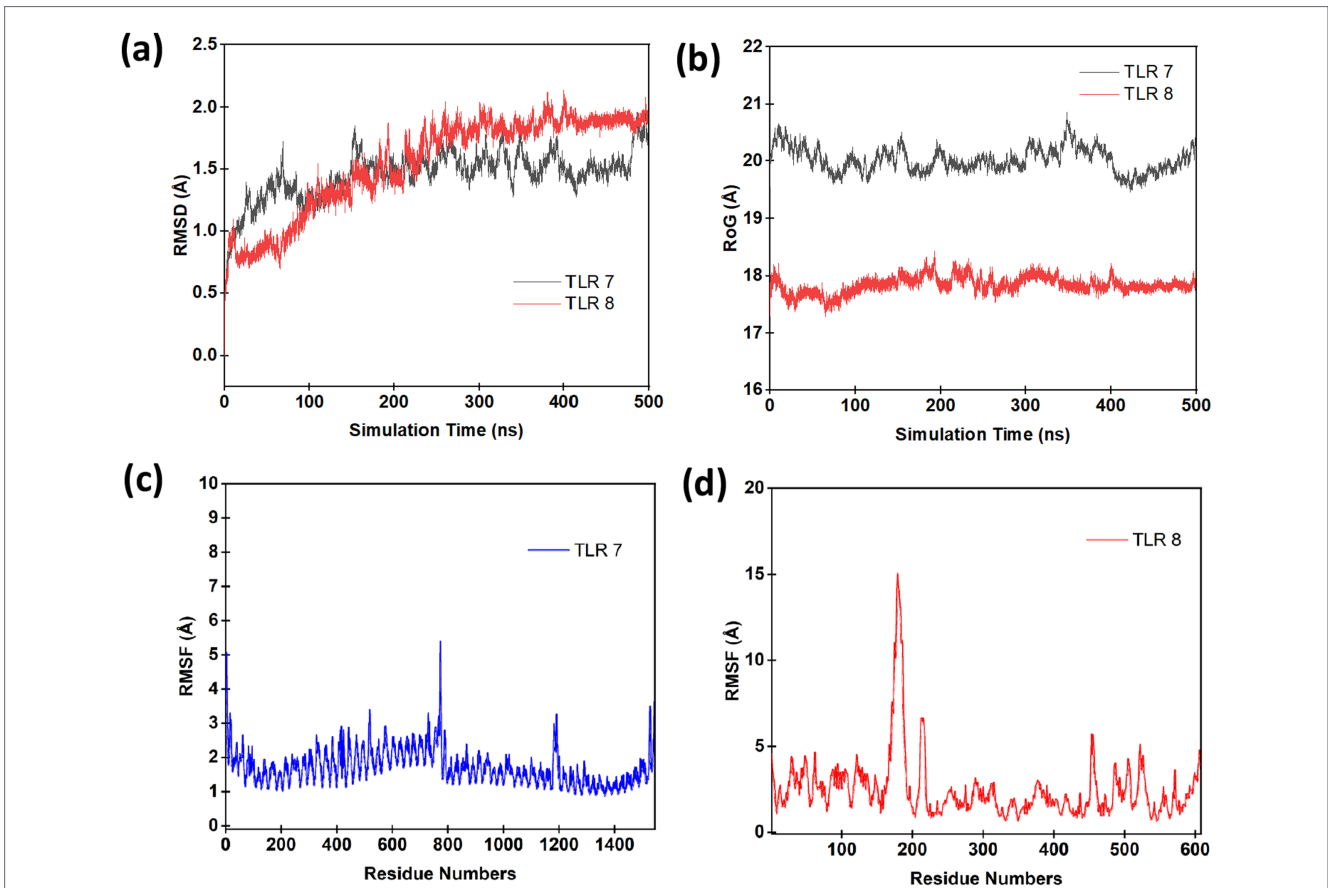 (a)
2.5
2.0
1.5
1.0
0.5
0.0
RMSD (Å)
TLR 7
TLR 8
0 100 200 300 400 500
Simulation Time (ns)
(b)
22
21
20
19
18
17
16
RoG (Å)
TLR 7
TLR 8
0 100 200 300 400 500
Simulation Time (ns)
(c)
10
9
8
7
6
5
4
3
2
1
0
RMSF (Å)
TLR 7
0 200 400 600 800 1000 1200 1400
Residue Numbers
(d)
20
15
10
5
0
RMSF (Å)
TLR 8
100 200 300 400 500 600
Residue Numbers